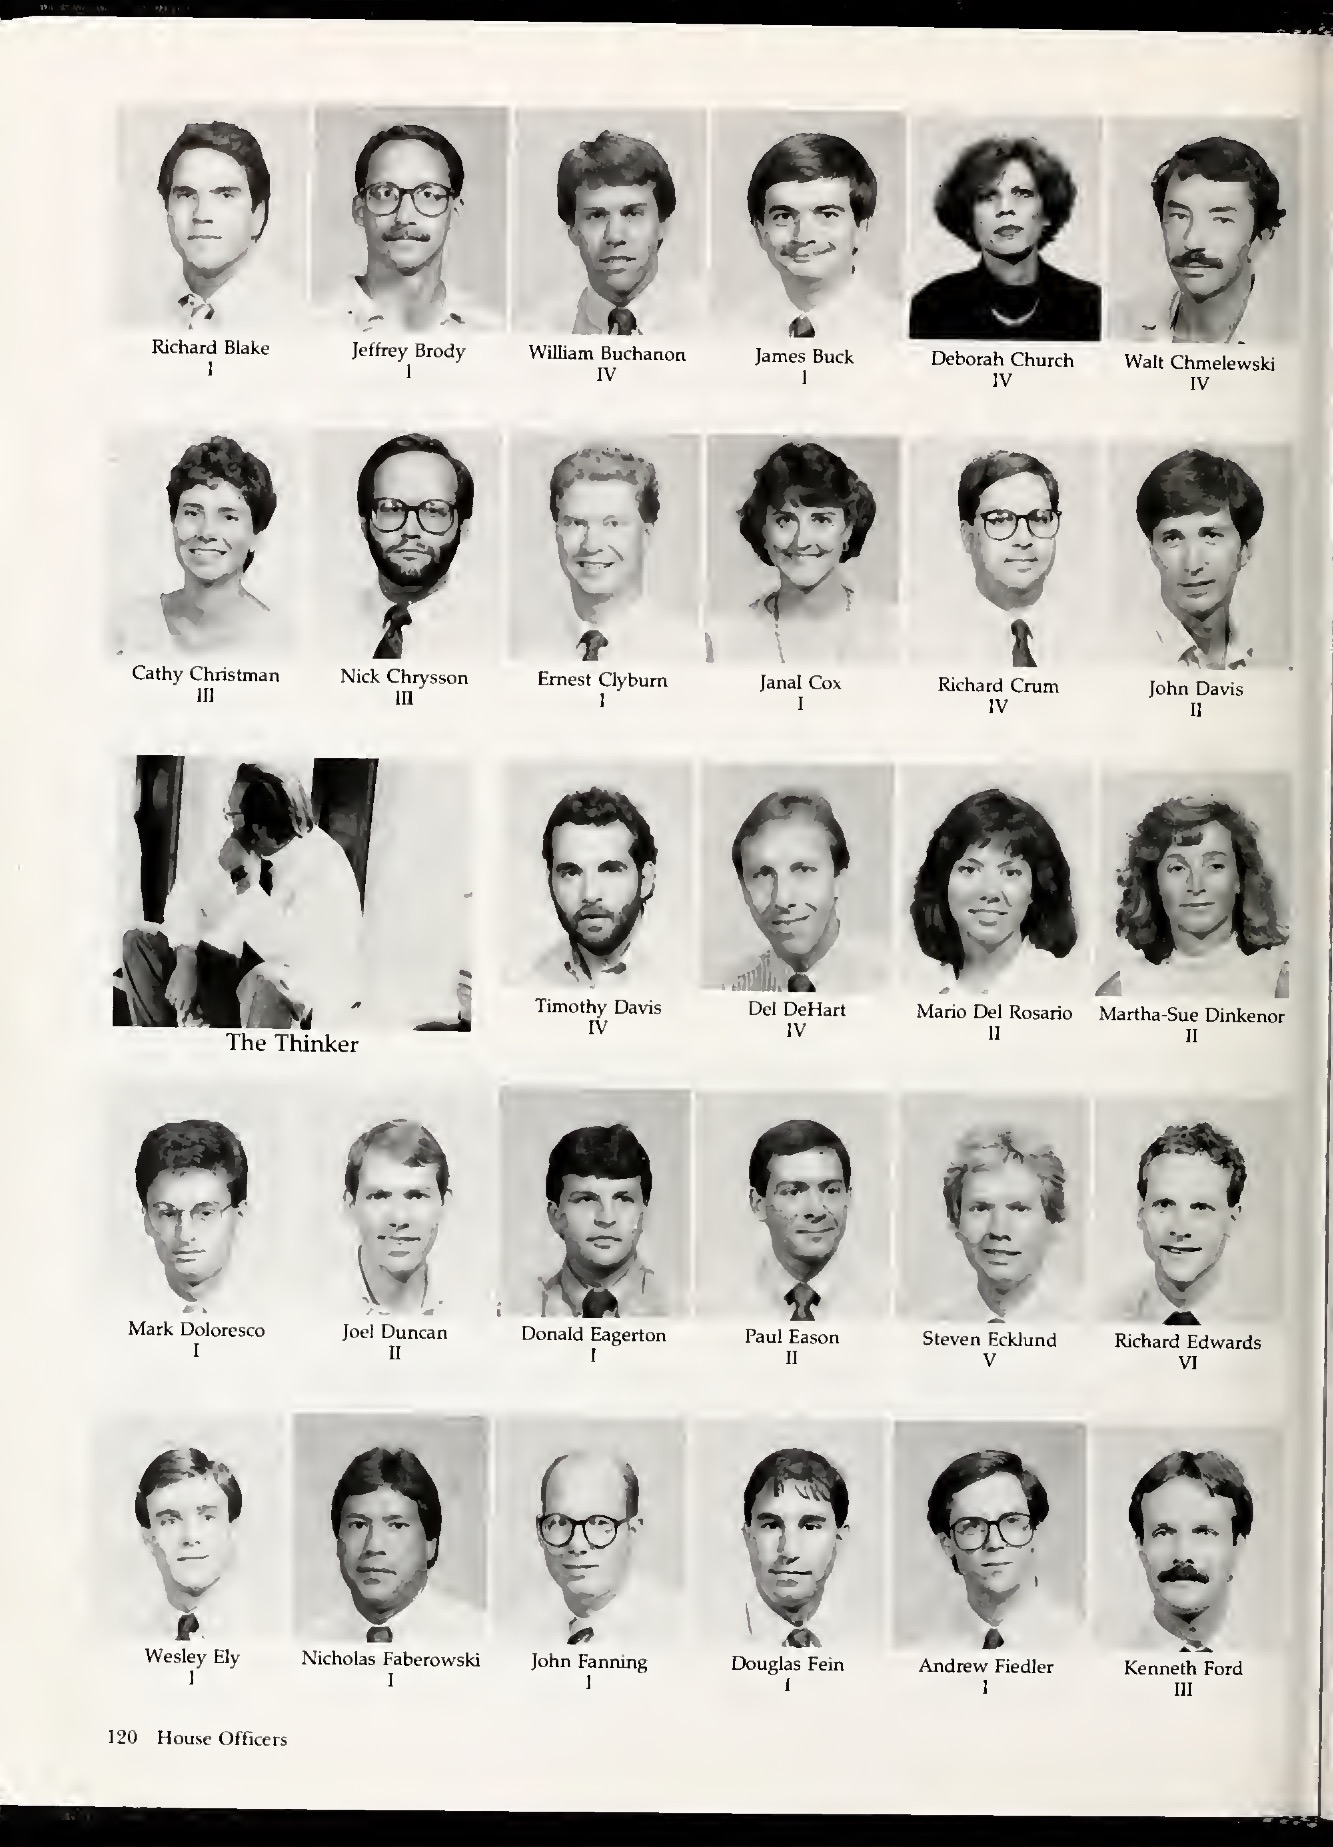 Richard Blake
I
Jeffrey Brody
I
William Buchanon
IV
James Buck
I
Deborah Church
IV
Walt Chmelewski
IV
Cathy Christman
III
Nick Chrysson
III
Ernest Clyburn
I
Janal Cox
I
Richard Crum
IV
John Davis
II
The Thinker
Timothy Davis
IV
Del DeHart
IV
Mario Del Rosario
II
Martha-Sue Dinkenor
II
Mark Doloresco
I
Joel Duncan
II
Donald Eagerton
I
Paul Eason
II
Steven Ecklund
V
Richard Edwards
VI
Wesley Ely
I
Nicholas Faberowski
I
John Fanning
I
Douglas Fein
I
Andrew Fiedler
I
Kenneth Ford
III
120 House Officers